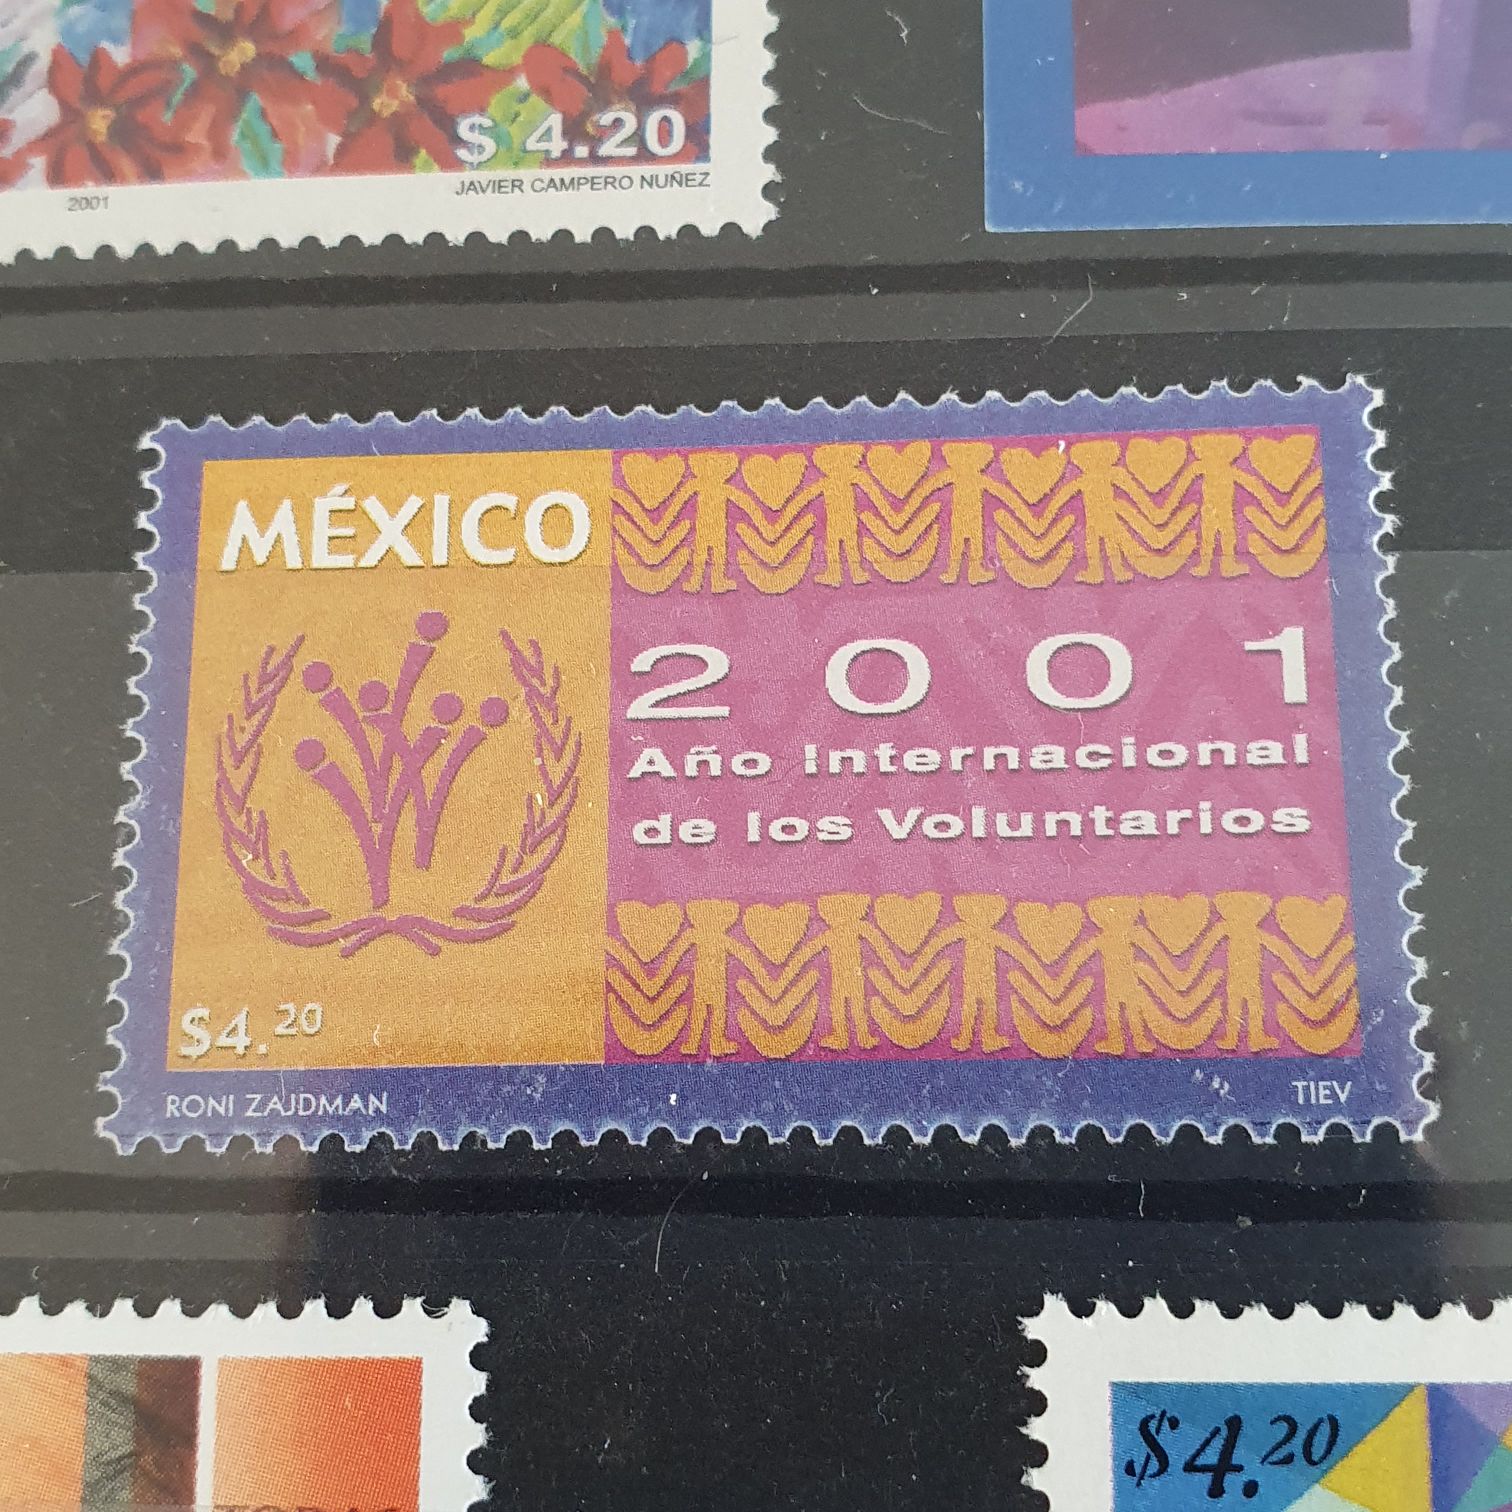 $ 4.20
2001
JAVIER CAMPERO NUÑEZ
MÉXICO
2001
Año Internacional
de los Voluntarios
$4.20
RONI ZAJDMAN
TIEV
$4.20